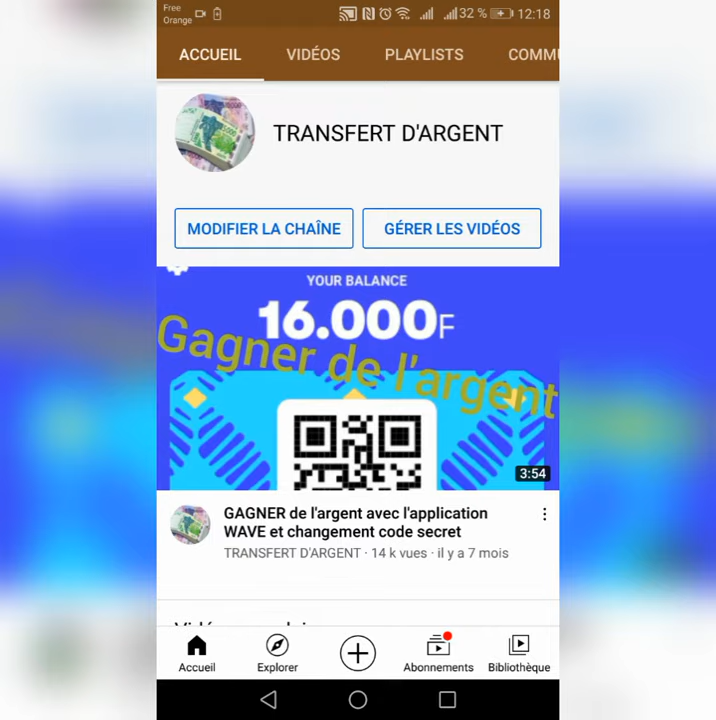 Free
Orange
32 % 12:18
ACCUEIL VIDÉOS PLAYLISTS COMMU
TRANSFERT D'ARGENT
MODIFIER LA CHAÎNE GÉRER LES VIDÉOS
YOUR BALANCE
16.000F
Gagner de l'argent
3:54
GAGNER de l'argent avec l'application
WAVE et changement code secret
TRANSFERT D'ARGENT · 14 k vues · il y a 7 mois
Accueil Explorer Abonnements Bibliothèque